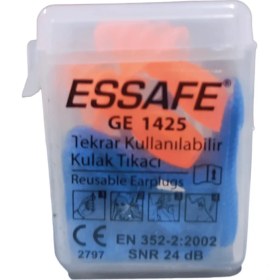 ESSAFE®
GE 1425
Tekrar Kullanılabilir
Kulak Tıkacı
Reusable Earplugs
CE EN 352-2:2002
2797 SNR 24 dB